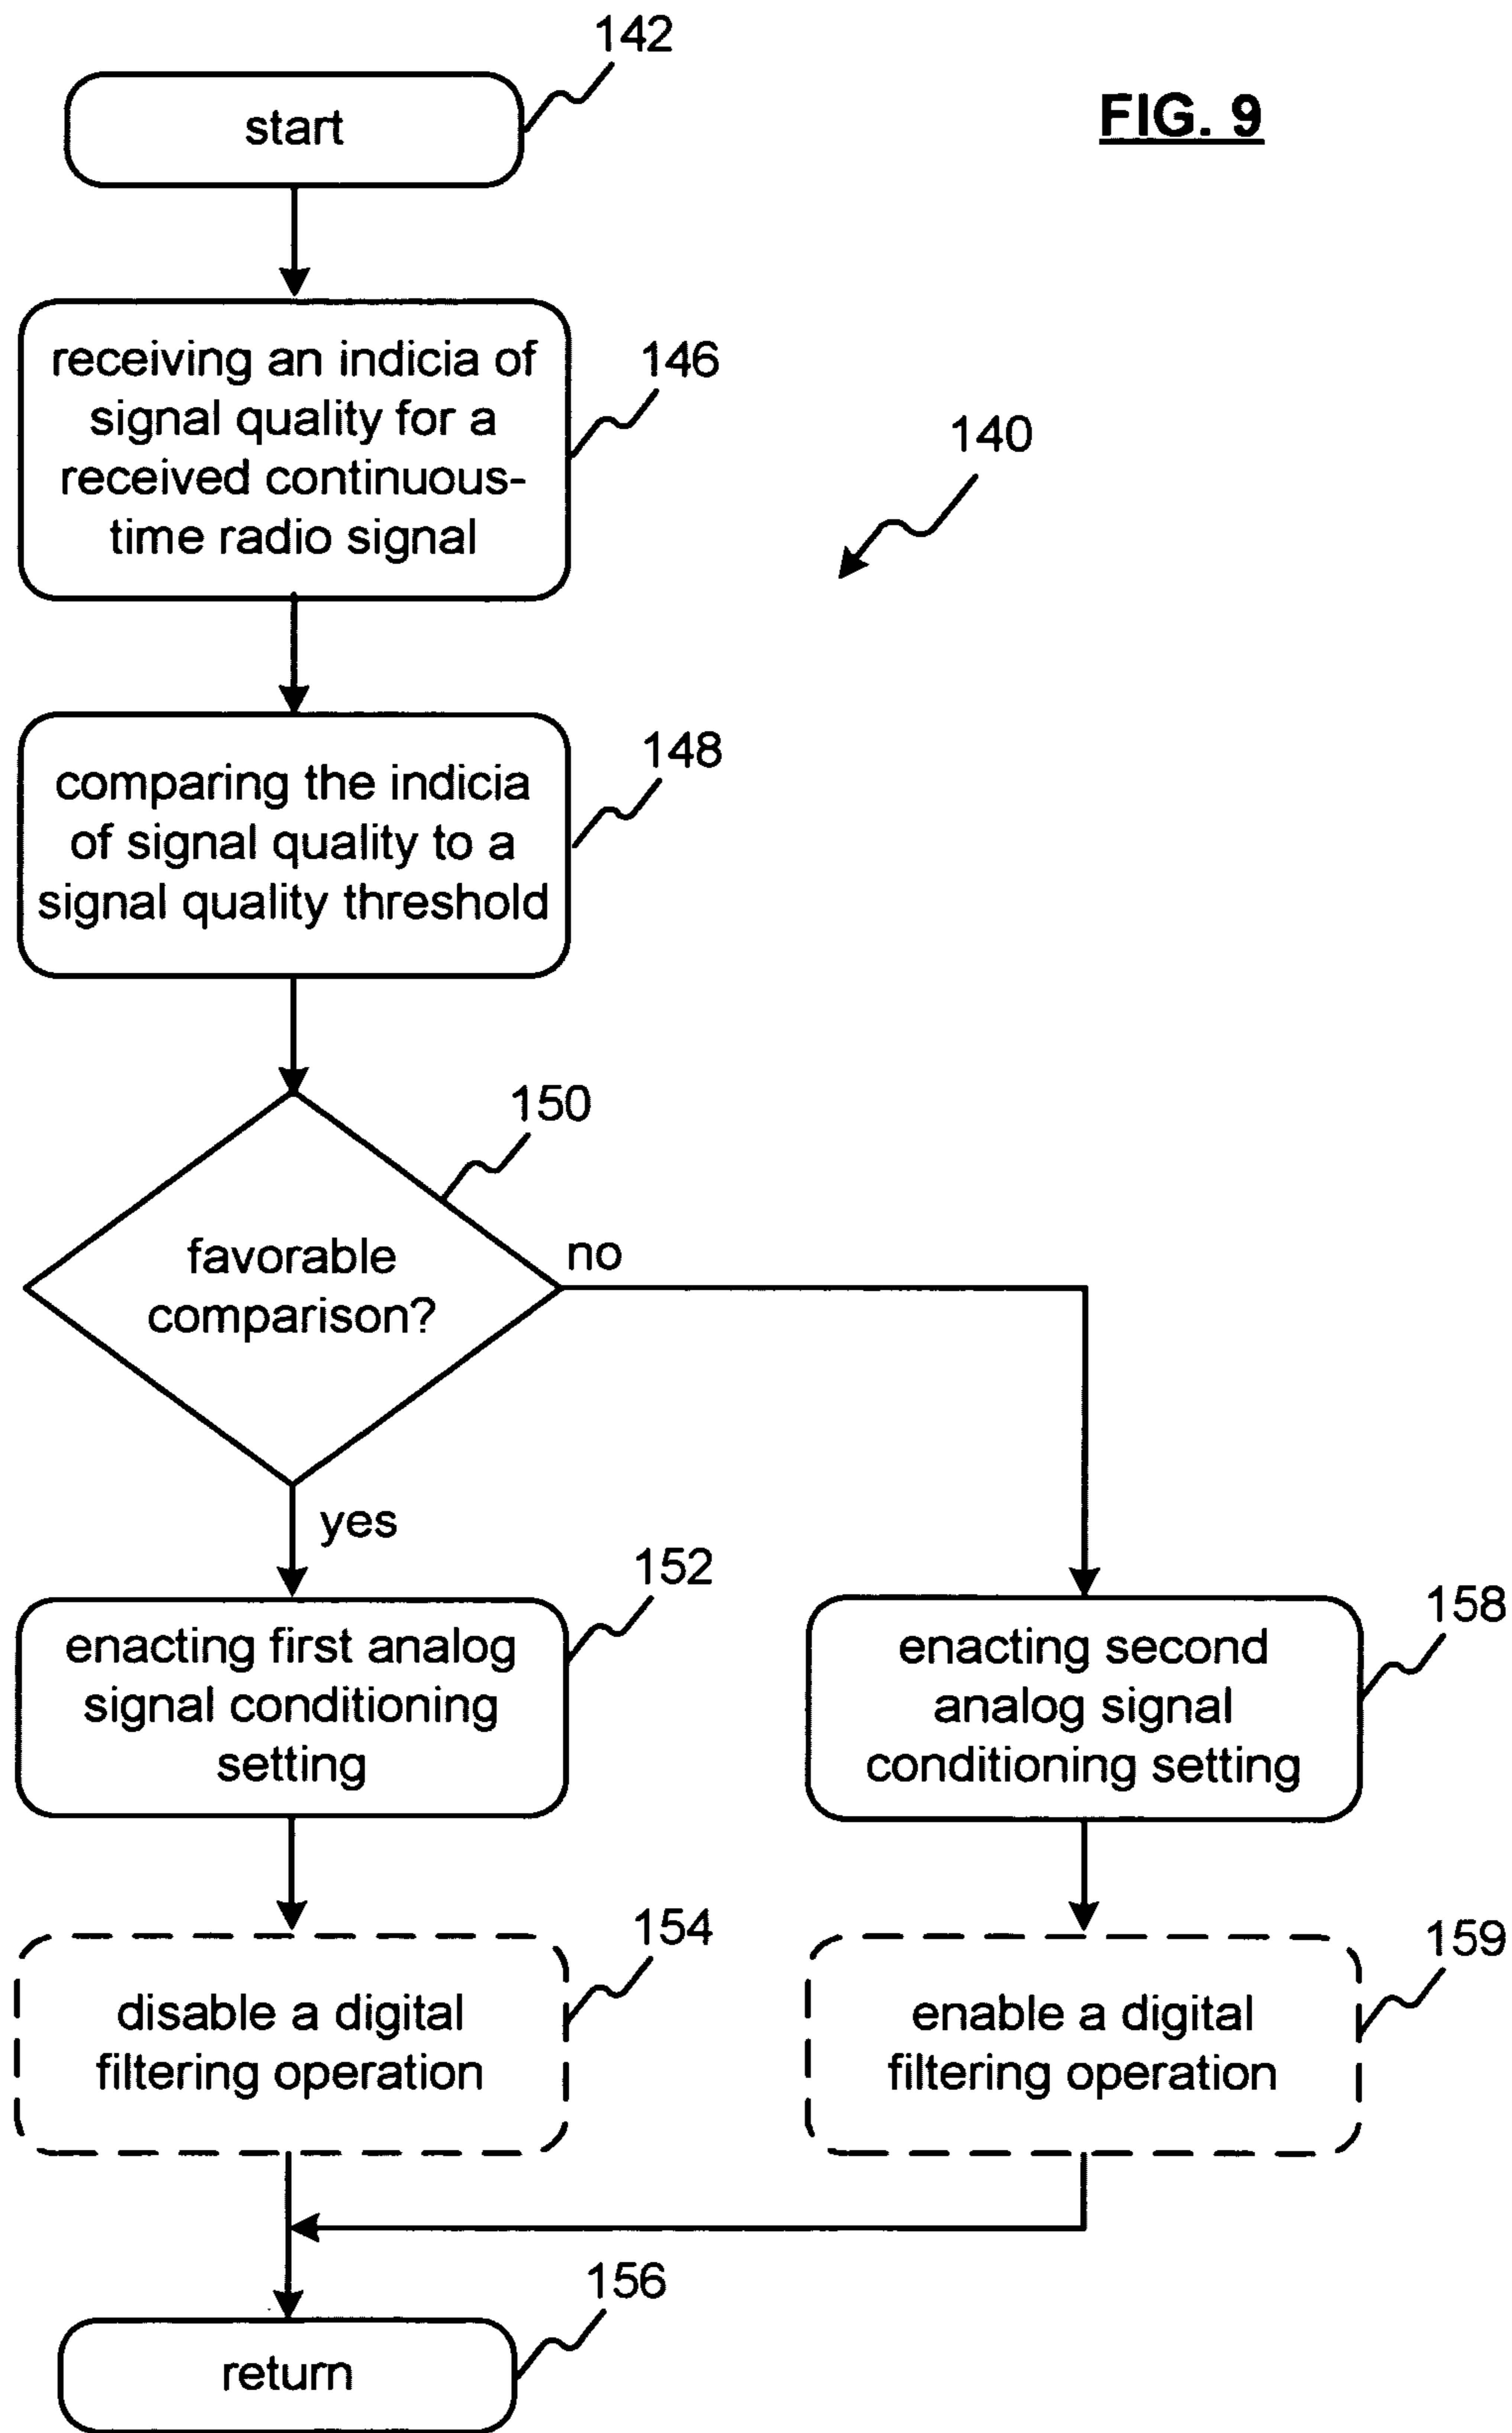 142
start
FIG. 9
receiving an indicia of
signal quality for a
received continuous-
time radio signal
146
140
comparing the indicia
of signal quality to a
signal quality threshold
148
150
favorable
comparison?
no
yes
enacting first analog
signal conditioning
setting
152
enacting second
analog signal
conditioning setting
158
disable a digital
filtering operation
154
enable a digital
filtering operation
159
return
156